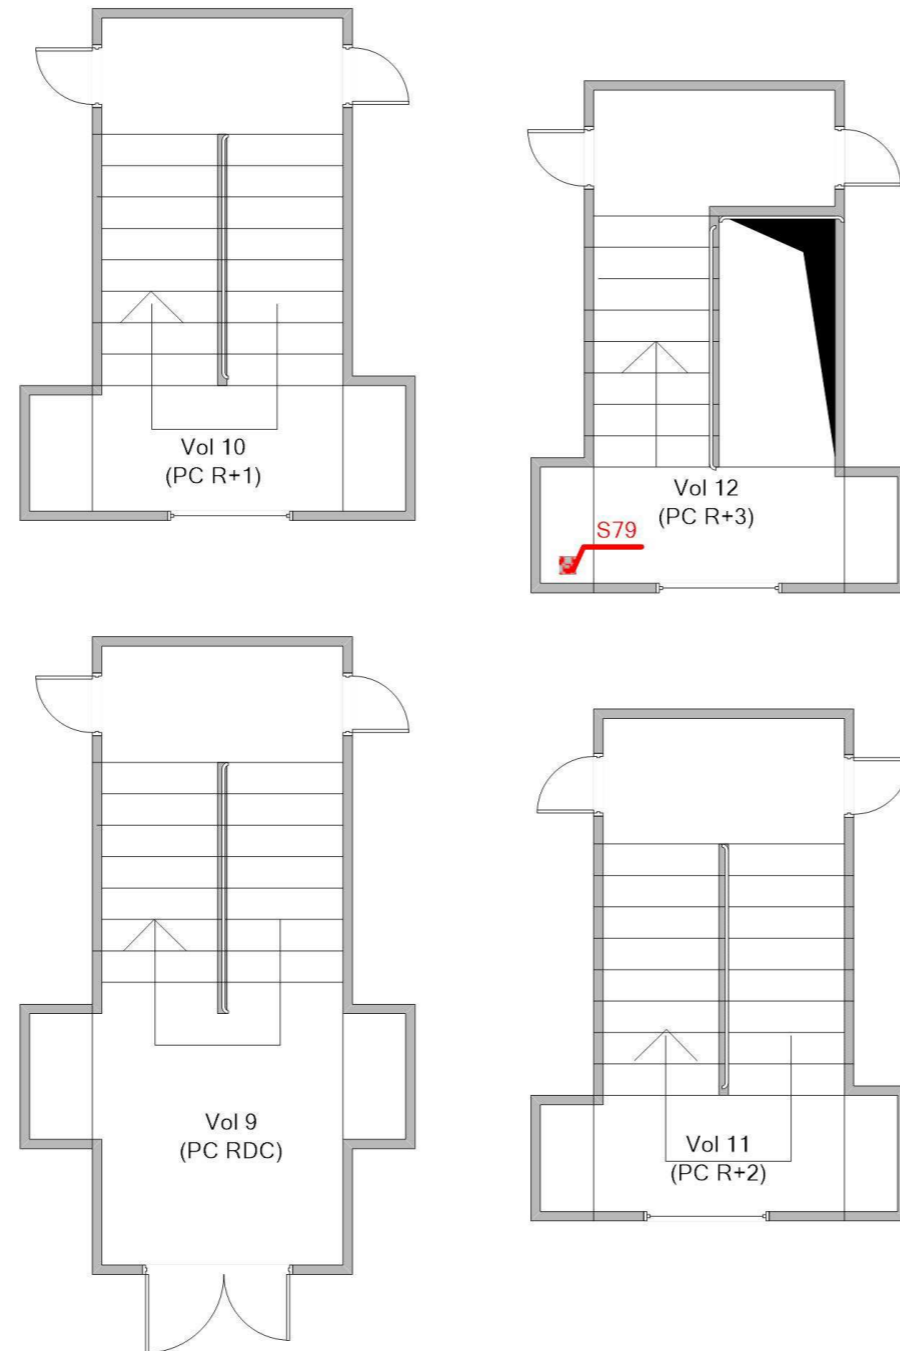 Vol 10
(PC R+1)
Vol 12
(PC R+3)
S79
Vol 9
(PC RDC)
Vol 11
(PC R+2)